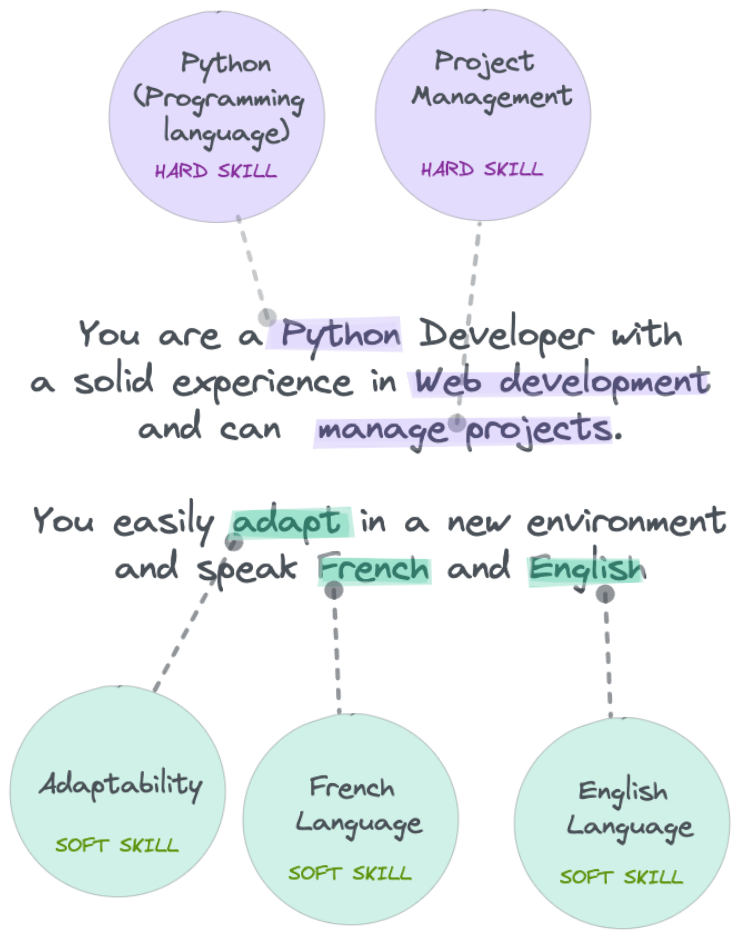 Python
(Programming
language)
HARD SKILL
Project
Management
HARD SKILL
You are a Python Developer with
a solid experience in Web development
and can manage projects.
You easily adapt in a new environment
and speak French and English
Adaptability
SOFT SKILL
French
Language
SOFT SKILL
English
Language
SOFT SKILL